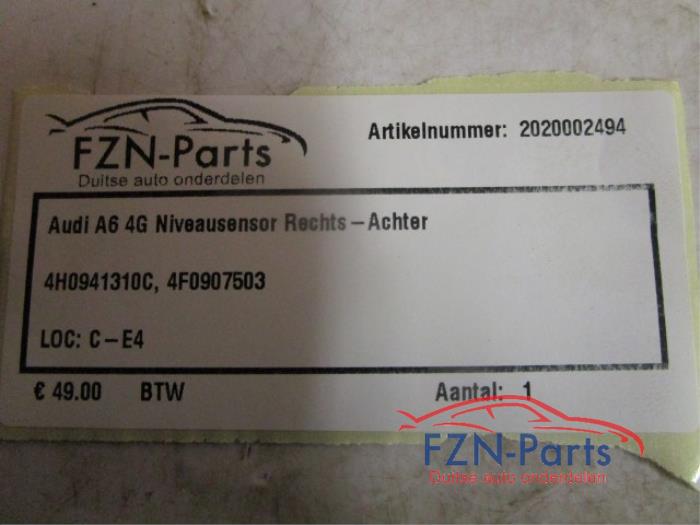 FZN-Parts
Duitse auto onderdelen
Artikelnummer: 2020002494
Audi A6 4G Niveausensor Rechts-Achter
4H0941310C, 4F0907503
LOC: C-E4
€ 49.00 BTW Aantal: 1
FZN-Parts
Duitse auto onderdelen